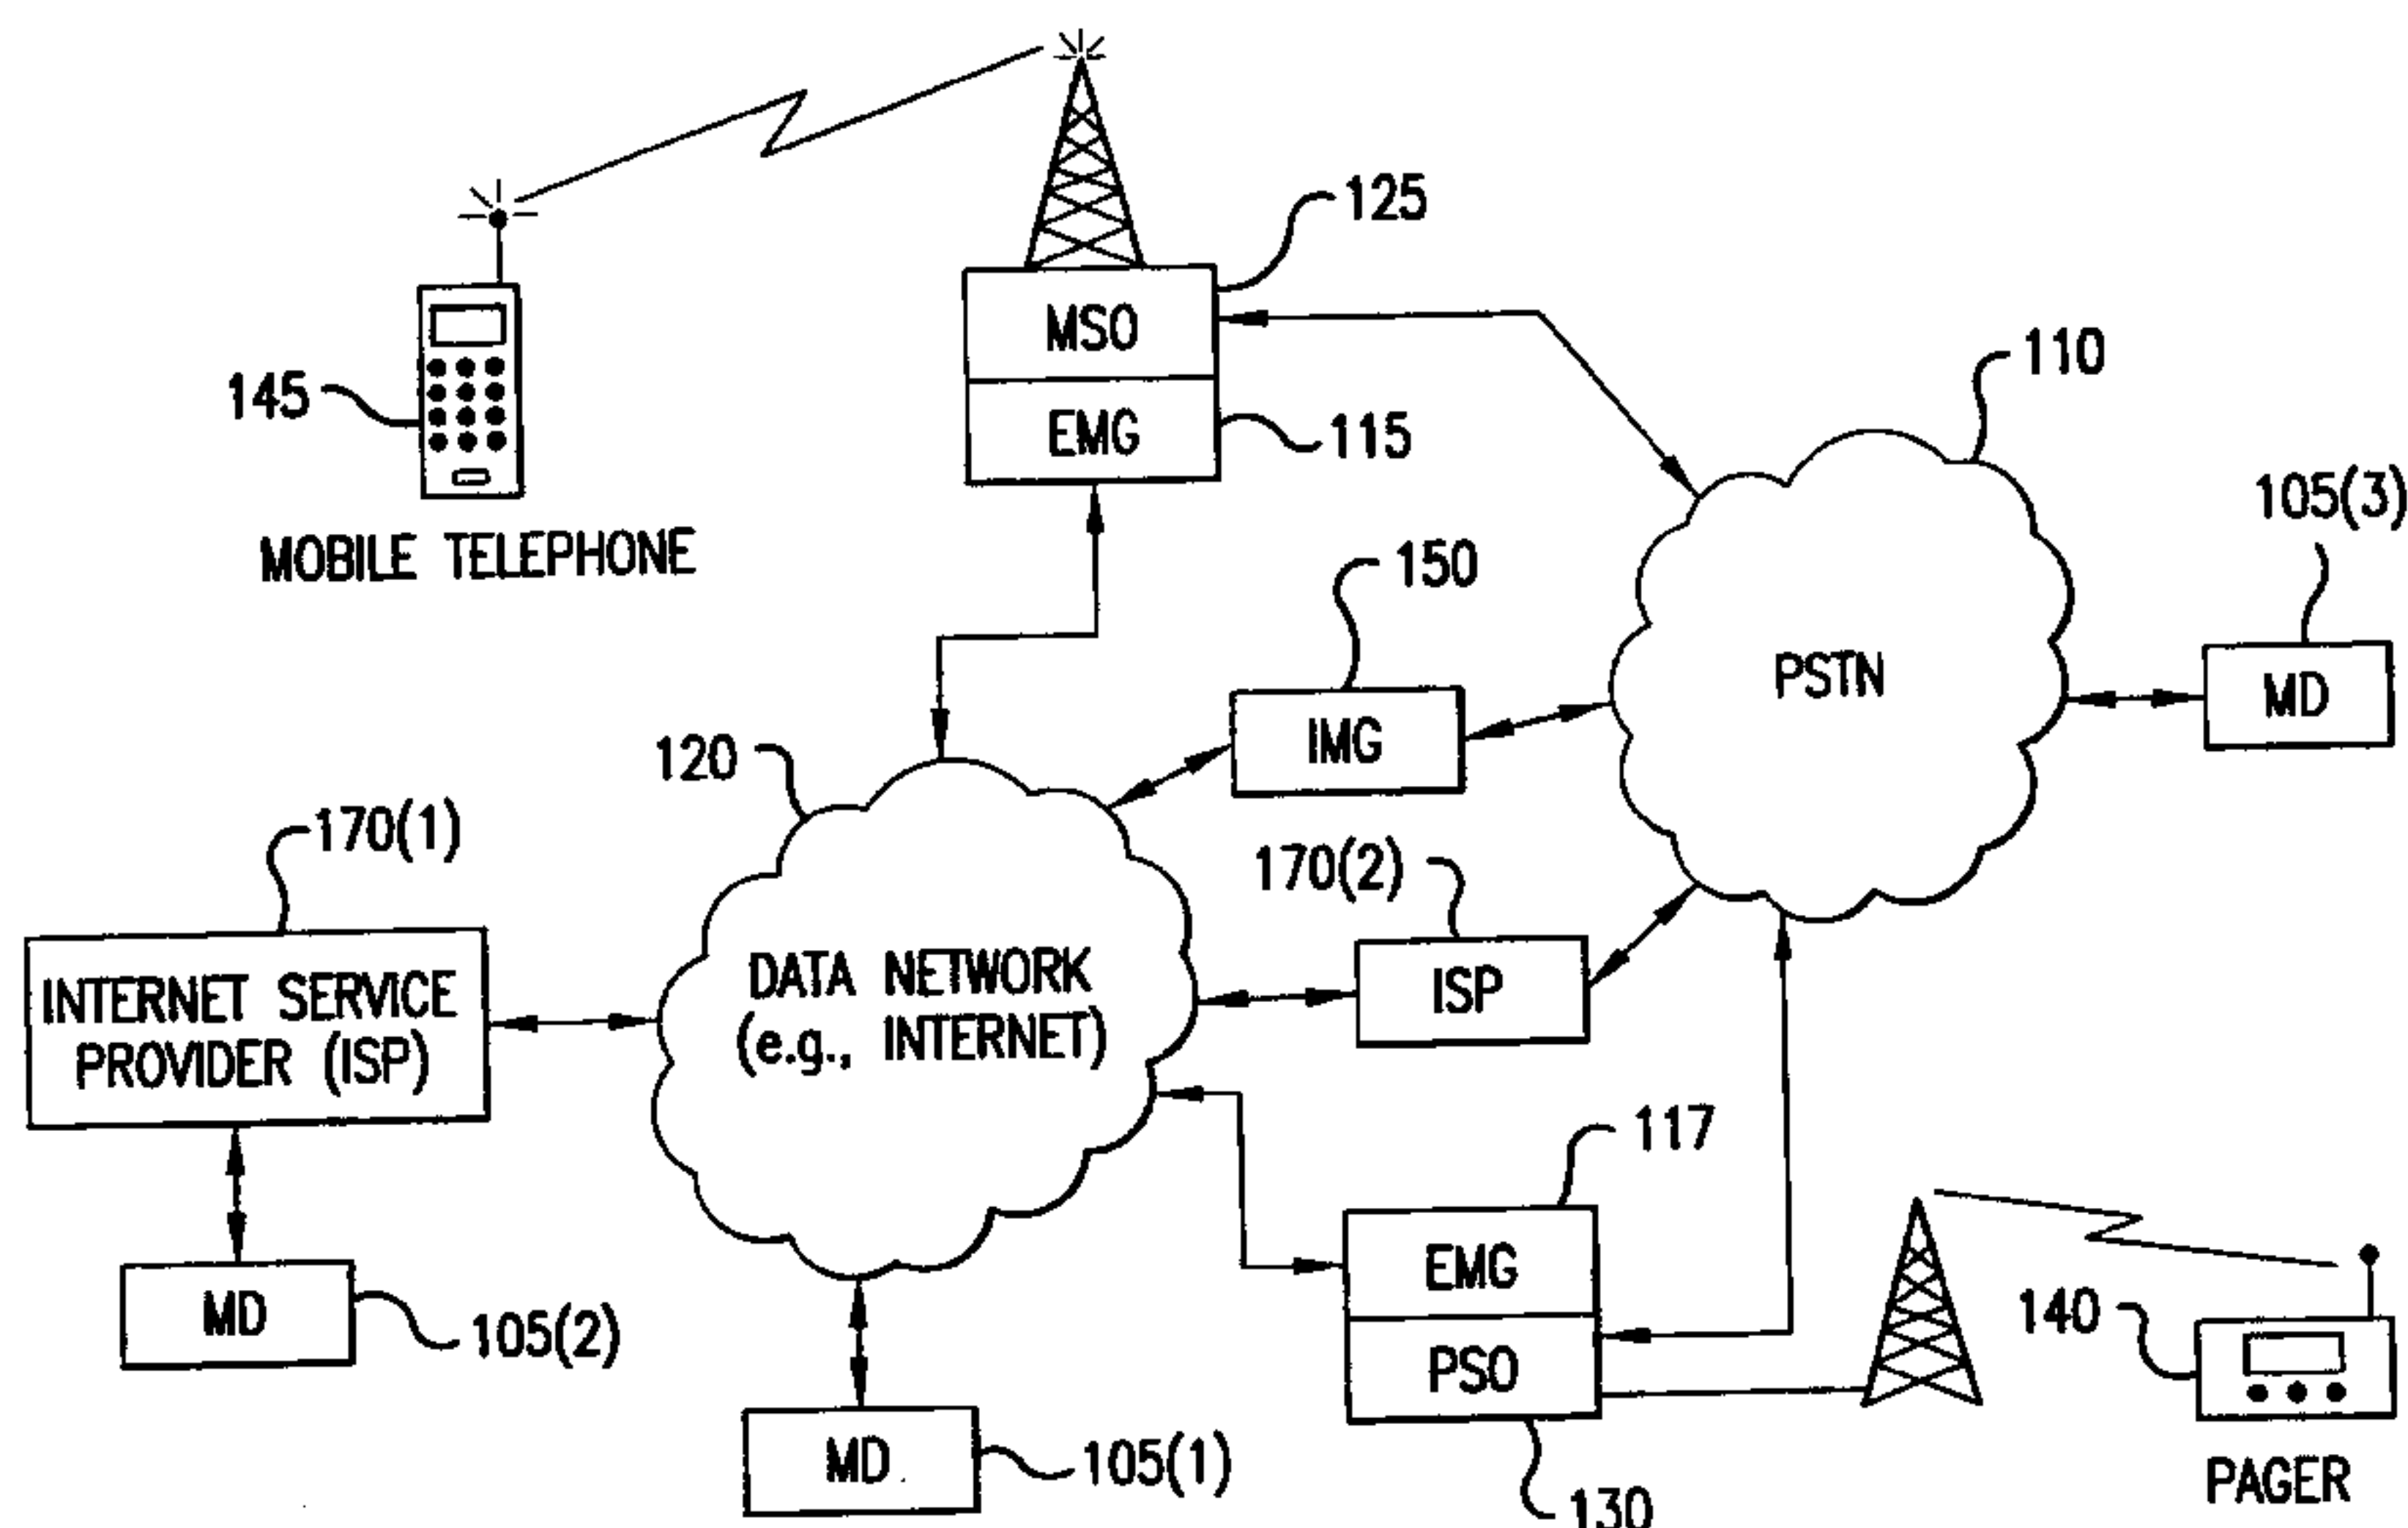 125
MSO
110
145
EMG
115
105(3)
MOBILE TELEPHONE
150
PSTN
MD
120
IMG
170(1)
170(2)
INTERNET SERVICE
PROVIDER (ISP)
DATA NETWORK
(e.g., INTERNET)
ISP
117
EMG
140
MD
105(2)
PSO
MD
105(1)
PAGER
130